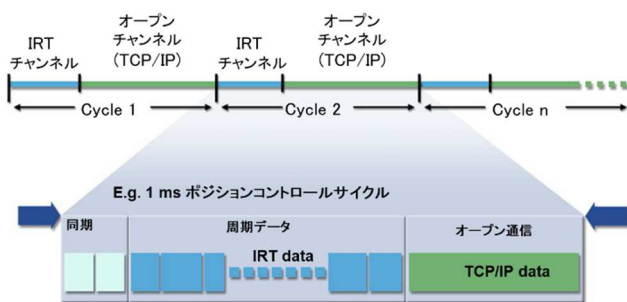 IRT
チャンネル
オープン
チャンネル
(TCP/IP)
IRT
チャンネル
オープン
チャンネル
(TCP/IP)
Cycle 1
Cycle 2
Cycle n
E.g. 1 ms ポジションコントロールサイクル
同期
周期データ
オープン通信
IRT data
TCP/IP data